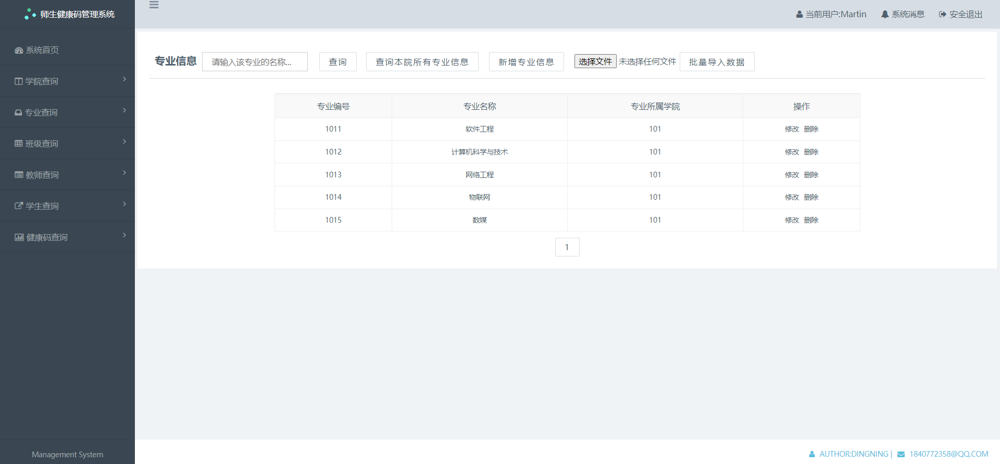 师生健康码管理系统
当前用户:Martin 系统消息 安全退出
系统首页
学院查询
专业查询
班级查询
教师查询
学生查询
健康码查询
专业信息 请输入该专业的名称... 查询 查询本院所有专业信息 新增专业信息 选择文件 未选择任何文件 批量导入数据
专业编号 专业名称 专业所属学院 操作
1011 软件工程 101 修改 删除
1012 计算机科学与技术 101 修改 删除
1013 网络工程 101 修改 删除
1014 物联网 101 修改 删除
1015 数媒 101 修改 删除
1
Management System
AUTHOR:DINGNING | 1840772358@QQ.COM